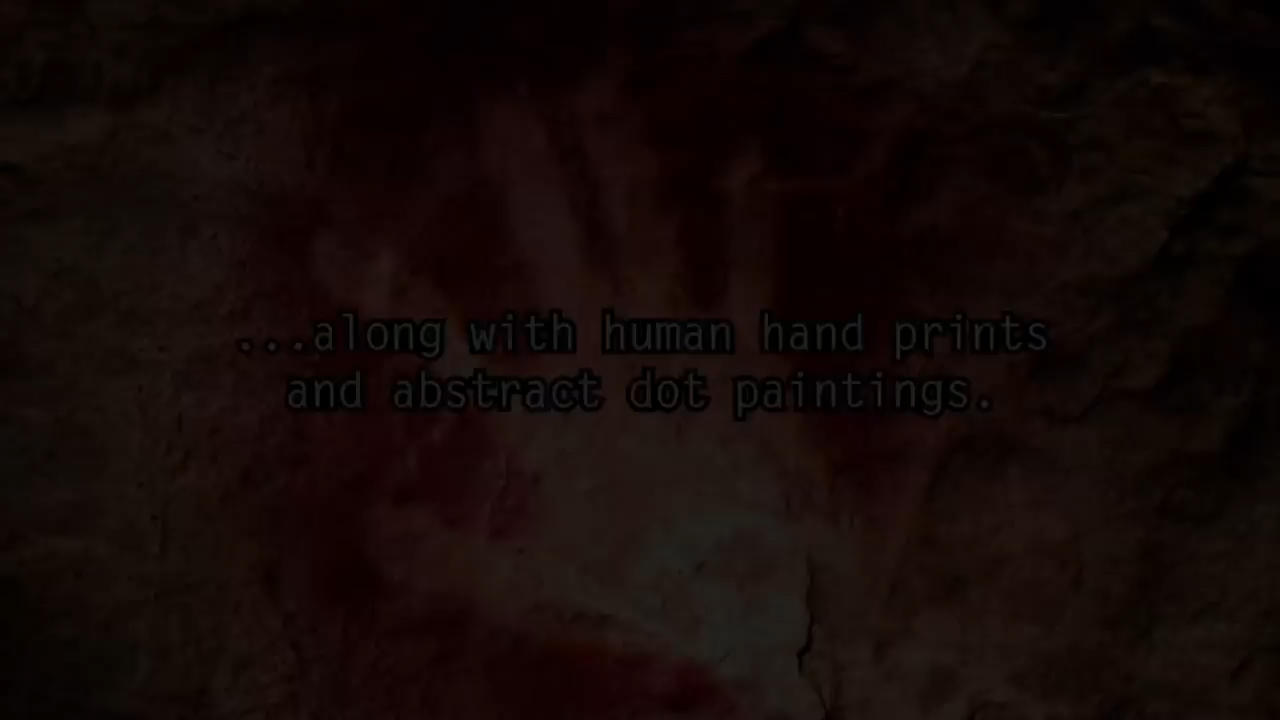 ...along with human hand prints
and abstract dot paintings.